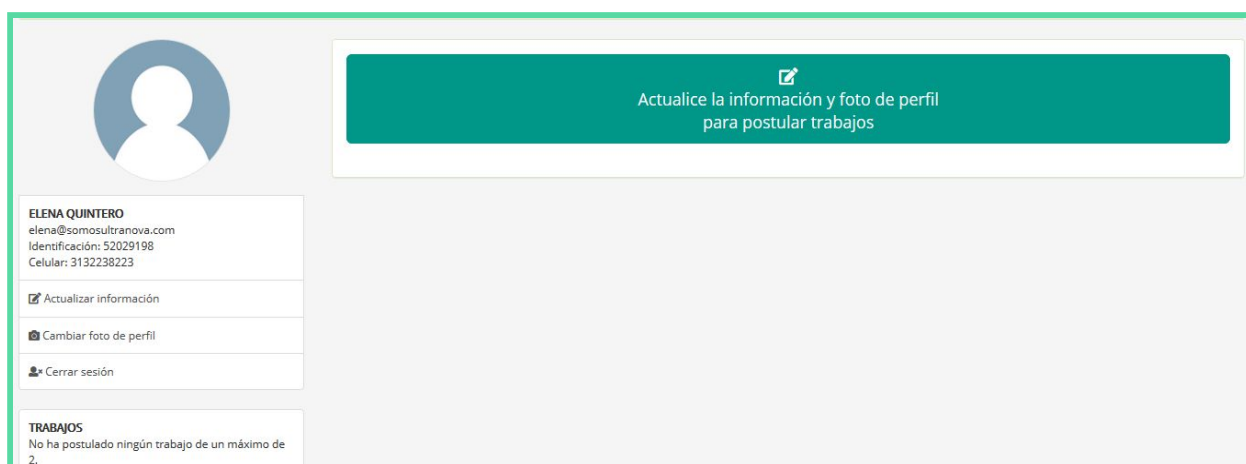 Actualice la información y foto de perfil
para postular trabajos
ELENA QUINTERO
elena@somosultranova.com
Identificación: 52029198
Celular: 3132238223
Actualizar información
Cambiar foto de perfil
Cerrar sesión
TRABAJOS
No ha postulado ningún trabajo de un máximo de
2.